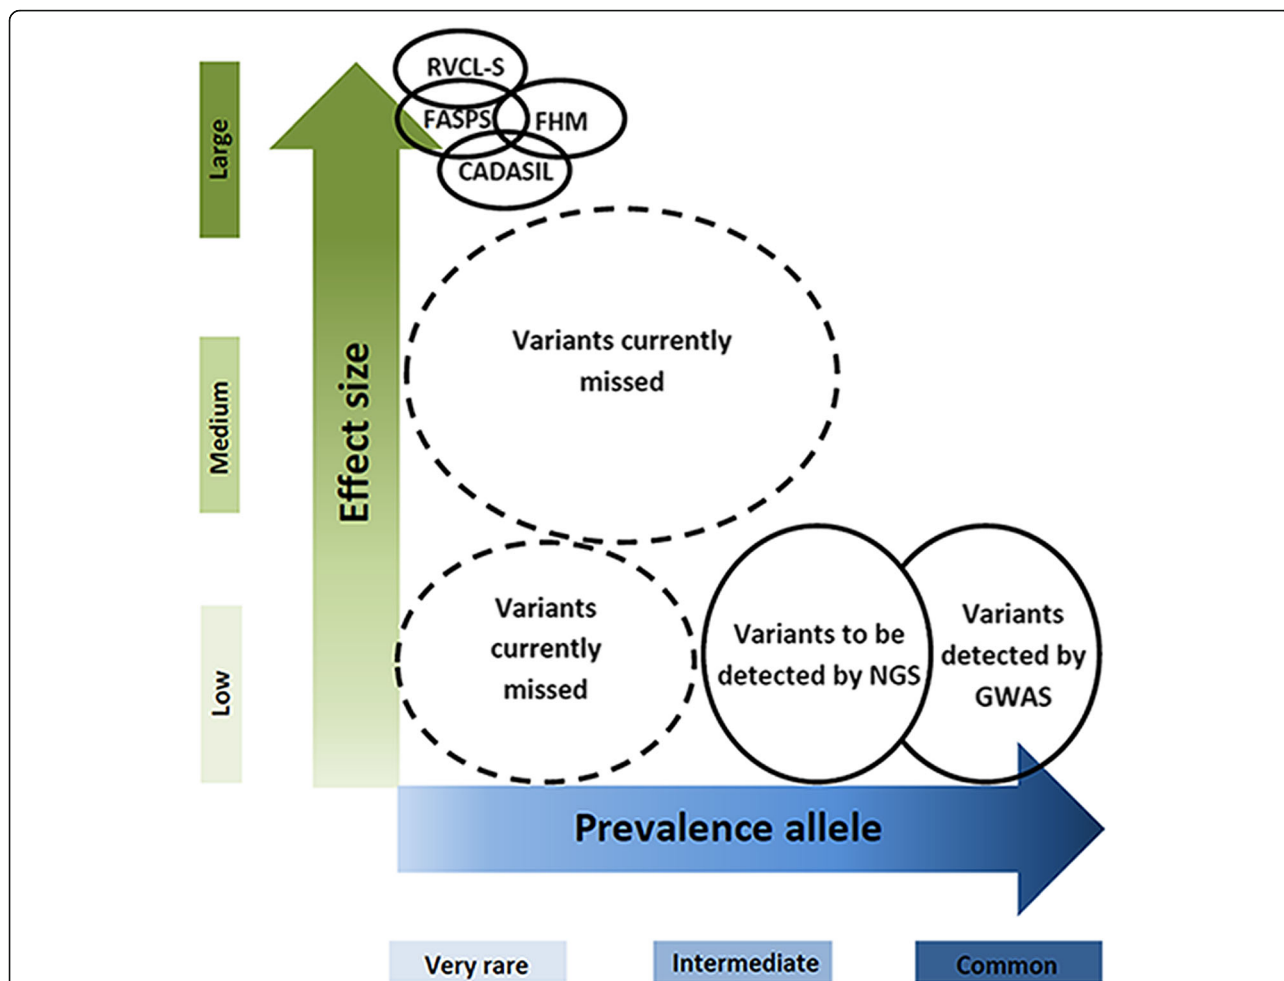 RVCL-S
FASPS
FHM
CADASIL
Large
Medium
Low
Effect size
Variants currently
missed
Variants
currently
missed
Variants to be
detected by NGS
Variants
detected by
GWAS
Prevalence allele
Very rare
Intermediate
Common